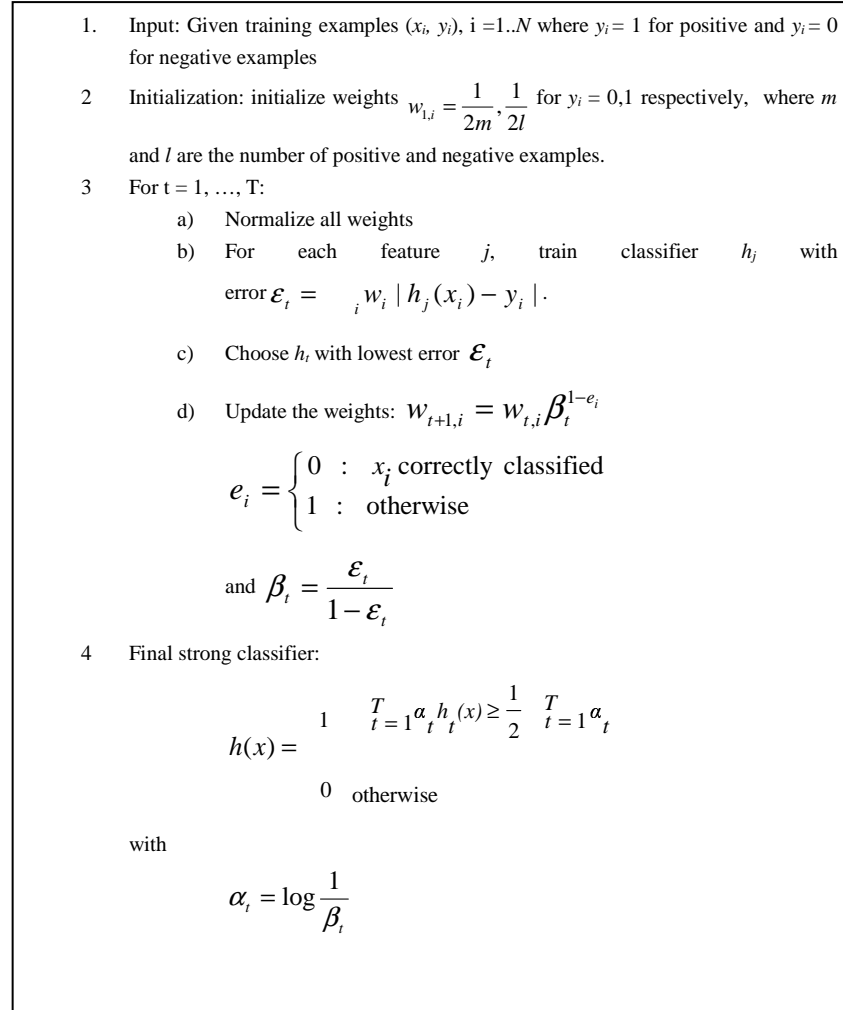 1. Input: Given training examples (xᵢ, yᵢ), i =1..N where yᵢ = 1 for positive and yᵢ = 0
for negative examples
2 Initialization: initialize weights w₁,ᵢ = 1/2m, 1/2l for yᵢ = 0,1 respectively, where m
and l are the number of positive and negative examples.
3 For t = 1, …, T:
a) Normalize all weights
b) For each feature j, train classifier hⱼ with
error εₜ = ᵢ wᵢ | hⱼ(xᵢ) − yᵢ | .
c) Choose hₜ with lowest error εₜ
d) Update the weights: wₜ₊₁,ᵢ = wₜ,ᵢ βₜ^(1−eᵢ)
eᵢ = { 0 : xᵢ correctly classified
1 : otherwise
and βₜ = εₜ / 1 − εₜ
4 Final strong classifier:
1 T t = 1 αₜ hₜ(x) ≥ 1/2 T t = 1 αₜ
h(x) =
0 otherwise
with
αₜ = log 1/βₜ